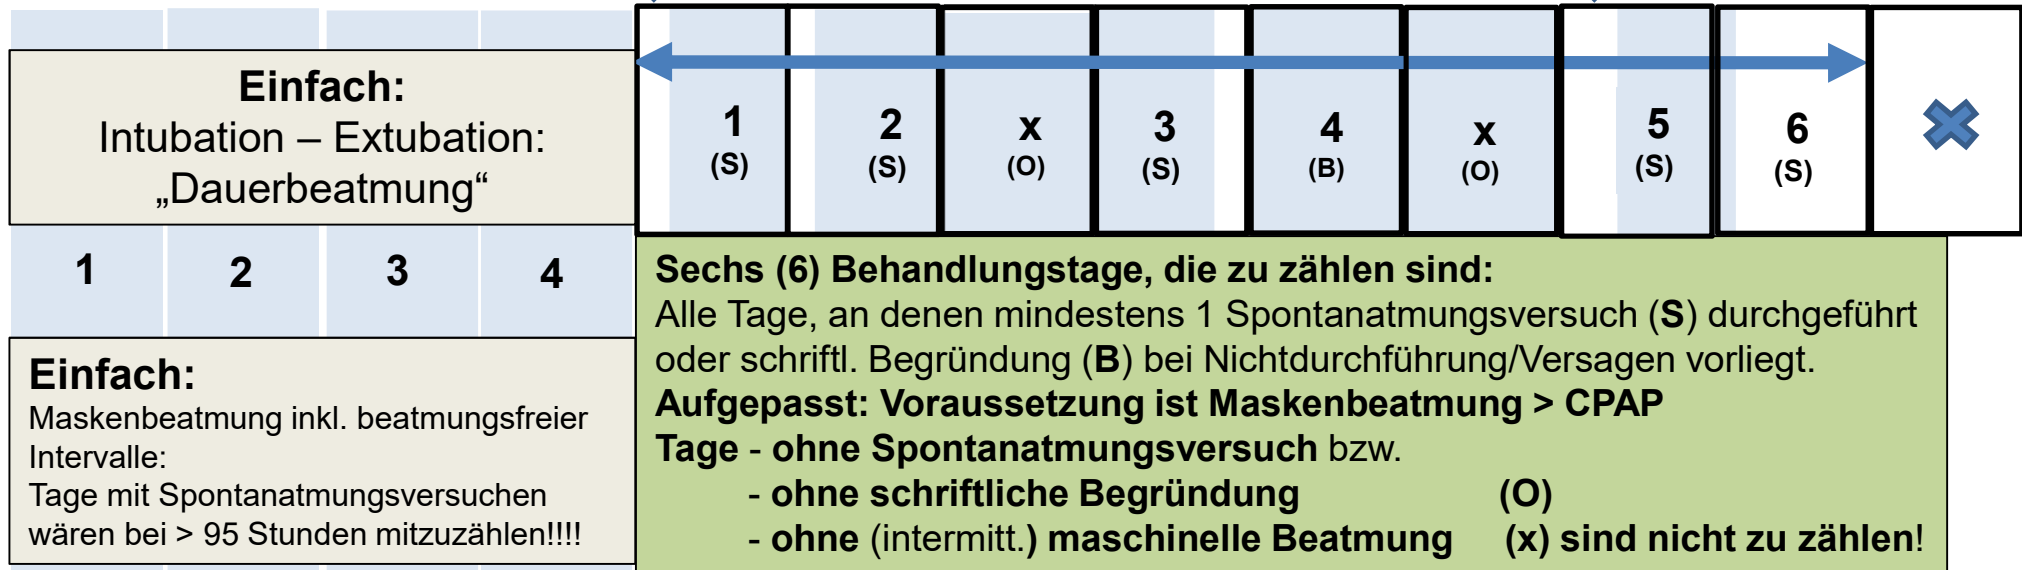 Einfach:
Intubation – Extubation:
„Dauerbeatmung“
1 2 x 3 4 x 5 6
(S) (S) (O) (S) (B) (O) (S) (S)
1 2 3 4
Einfach:
Maskenbeatmung inkl. beatmungsfreier
Intervalle:
Tage mit Spontanatmungsversuchen
wären bei > 95 Stunden mitzuzählen!!!!
Sechs (6) Behandlungstage, die zu zählen sind:
Alle Tage, an denen mindestens 1 Spontanatmungsversuch (S) durchgeführt
oder schriftl. Begründung (B) bei Nichtdurchführung/Versagen vorliegt.
Aufgepasst: Voraussetzung ist Maskenbeatmung > CPAP
Tage - ohne Spontanatmungsversuch bzw.
- ohne schriftliche Begründung (O)
- ohne (intermitt.) maschinelle Beatmung (x) sind nicht zu zählen!